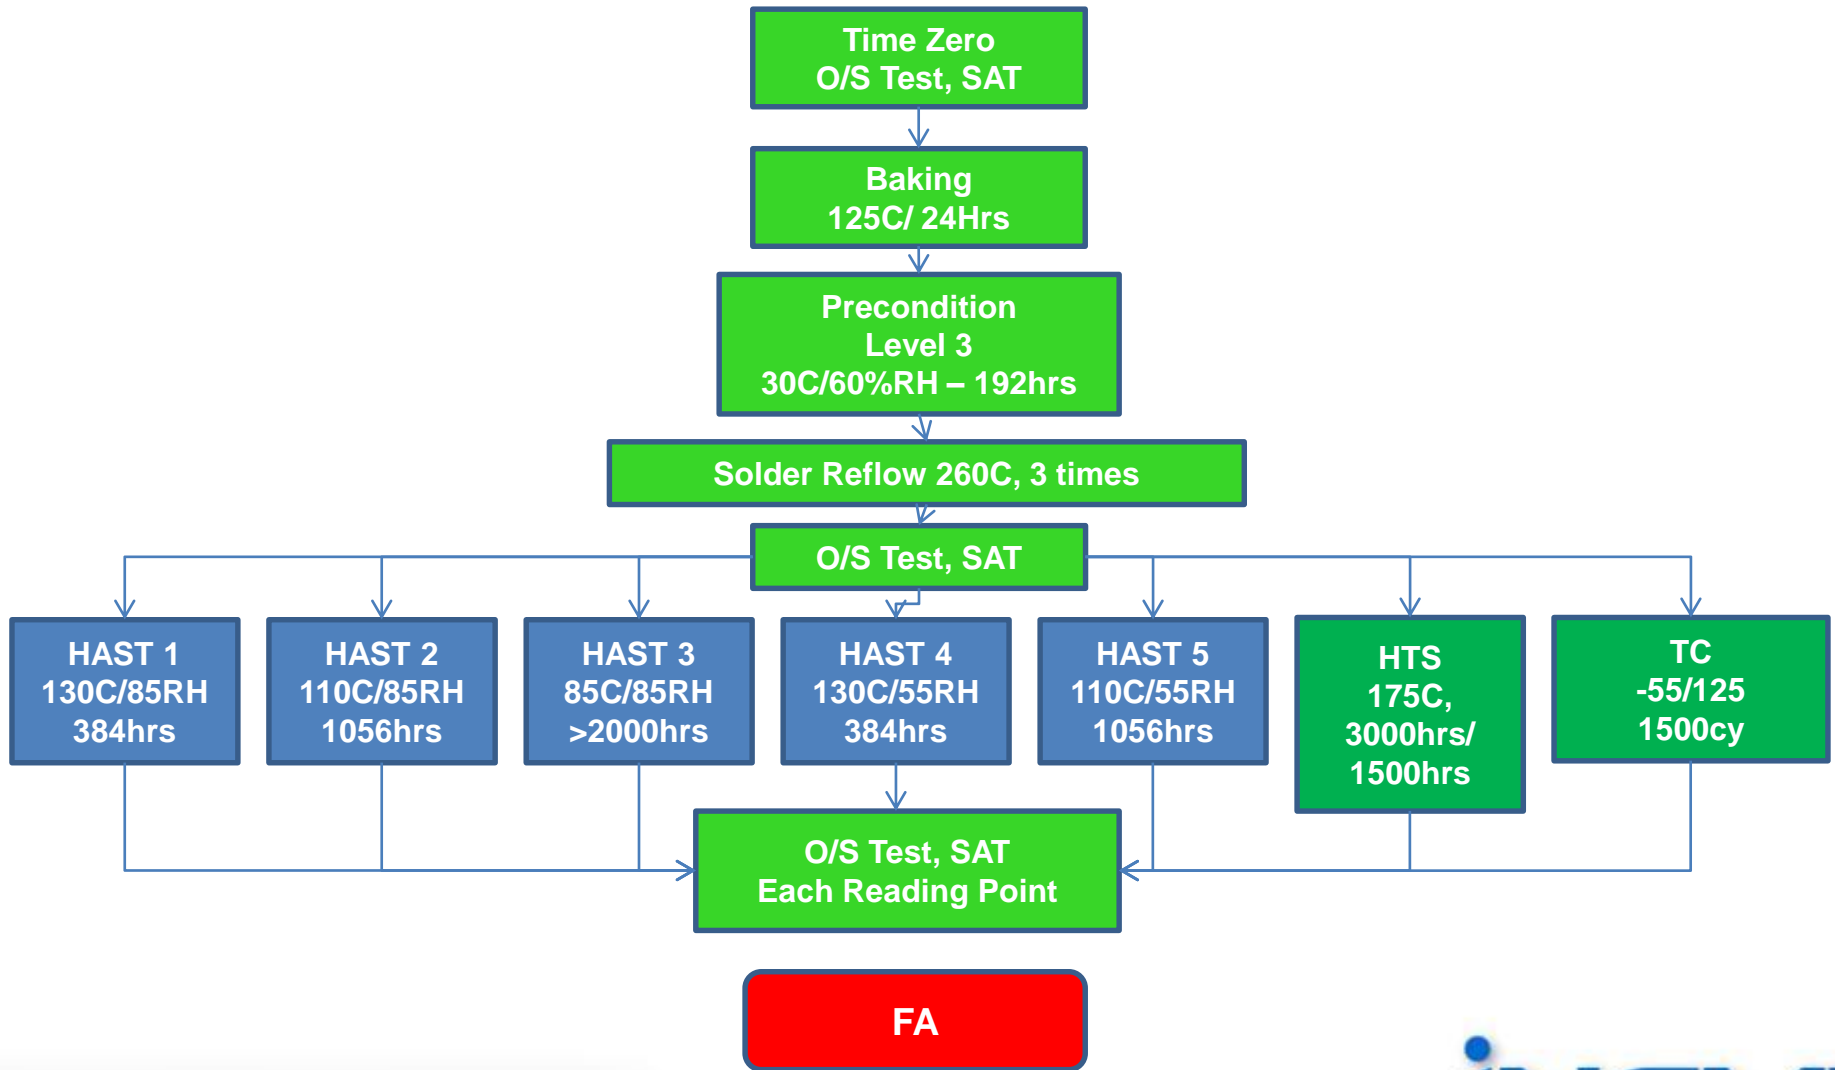 Time Zero
O/S Test, SAT
Baking
125C/ 24Hrs
Precondition
Level 3
30C/60%RH – 192hrs
Solder Reflow 260C, 3 times
O/S Test, SAT
HAST 1
130C/85RH
384hrs
HAST 2
110C/85RH
1056hrs
HAST 3
85C/85RH
>2000hrs
HAST 4
130C/55RH
384hrs
HAST 5
110C/55RH
1056hrs
HTS
175C,
3000hrs/
1500hrs
TC
-55/125
1500cy
O/S Test, SAT
Each Reading Point
FA